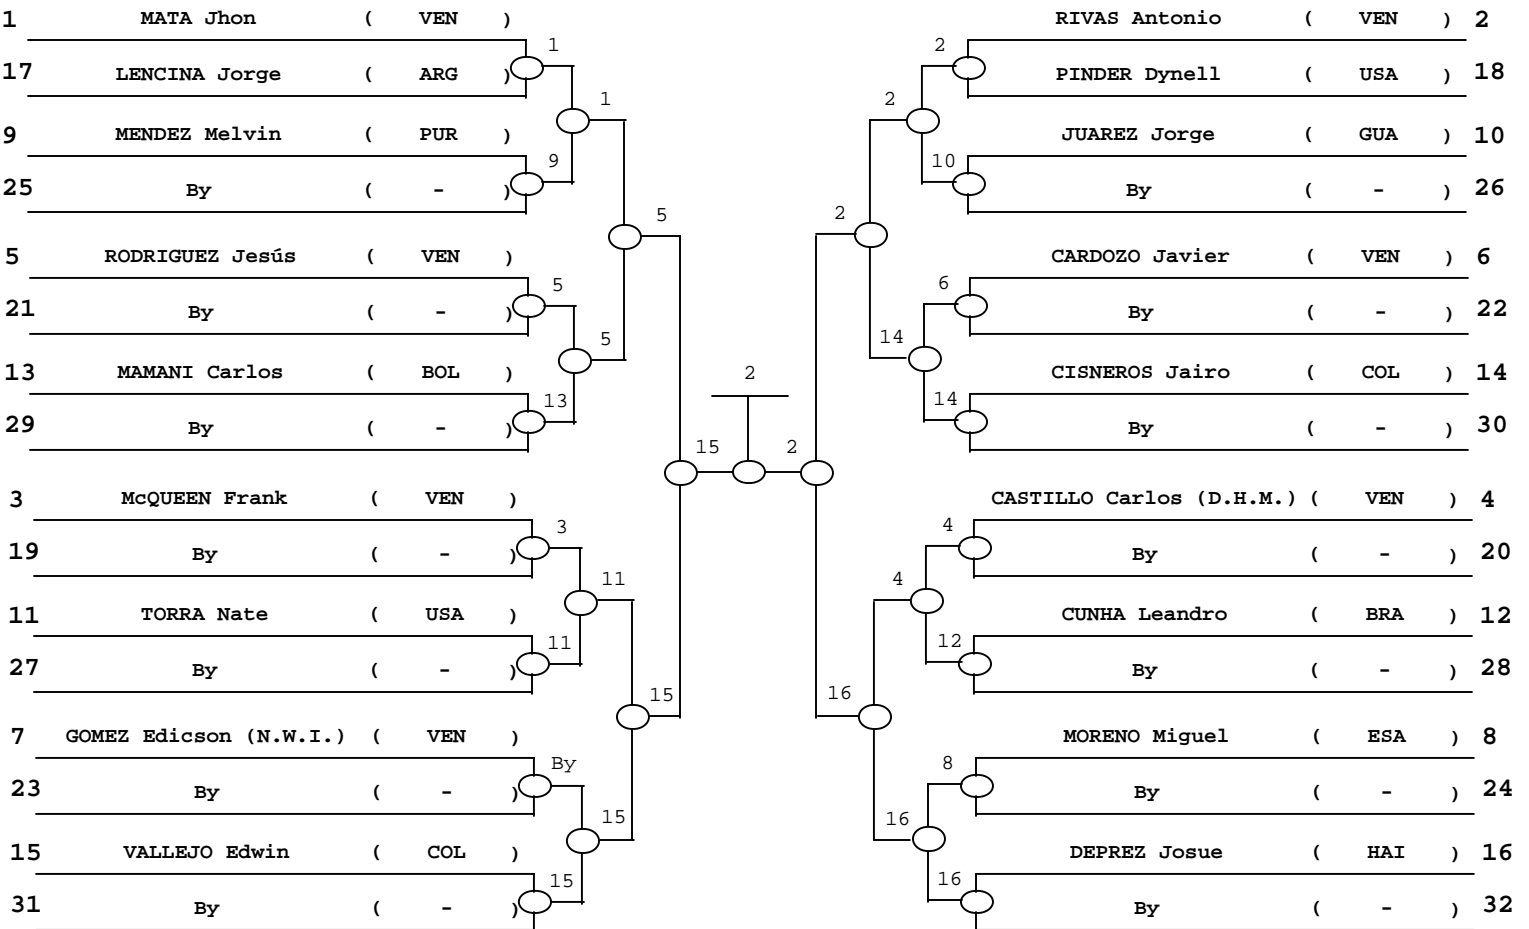 1 MATA Jhon ( VEN )
1
17 LENCINA Jorge ( ARG )
1
9 MENDEZ Melvin ( PUR )
9
25 By ( - )
5
5 RODRIGUEZ Jesús ( VEN )
5
21 By ( - )
5
13 MAMANI Carlos ( BOL )
13
29 By ( - )
15
3 McQUEEN Frank ( VEN )
3
19 By ( - )
11
11 TORRA Nate ( USA )
11
27 By ( - )
15
7 GOMEZ Edicson (N.W.I.) ( VEN )
By
23 By ( - )
15
15 VALLEJO Edwin ( COL )
15
31 By ( - )
2
RIVAS Antonio ( VEN ) 2
2
PINDER Dynell ( USA ) 18
2
JUAREZ Jorge ( GUA ) 10
10
By ( - ) 26
2
CARDOZO Javier ( VEN ) 6
6
By ( - ) 22
14
CISNEROS Jairo ( COL ) 14
14
By ( - ) 30
2
CASTILLO Carlos (D.H.M.) ( VEN ) 4
4
By ( - ) 20
4
CUNHA Leandro ( BRA ) 12
12
By ( - ) 28
16
MORENO Miguel ( ESA ) 8
8
By ( - ) 24
16
DEPREZ Josue ( HAI ) 16
16
By ( - ) 32